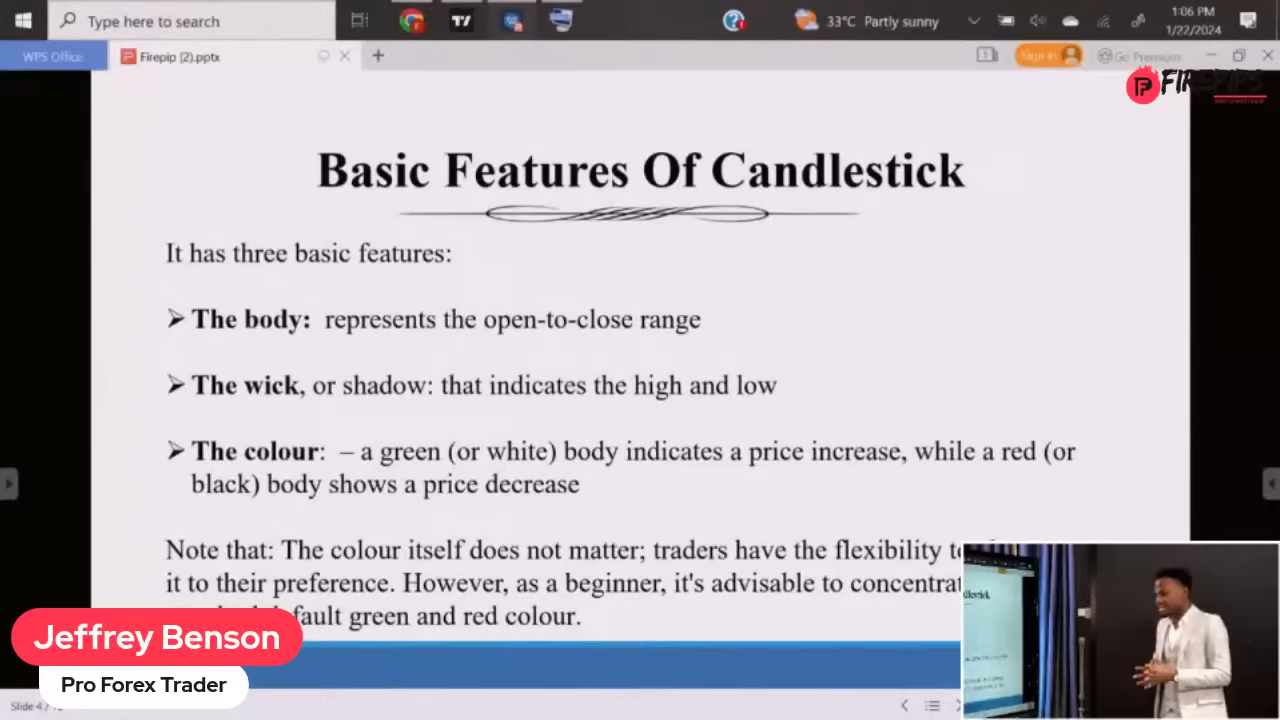 Type here to search
33°C Partly sunny
1:06 PM
1/22/2024
WPS Office
Firepip (2).pptx
Sign in
Go Premium
FIREPIPS
Basic Features Of Candlestick
It has three basic features:
➢ The body: represents the open-to-close range
➢ The wick, or shadow: that indicates the high and low
➢ The colour: – a green (or white) body indicates a price increase, while a red (or
black) body shows a price decrease
Note that: The colour itself does not matter; traders have the flexibility
it to their preference. However, as a beginner, it's advisable to
green and red colour.
Jeffrey Benson
Pro Forex Trader
Slide 4